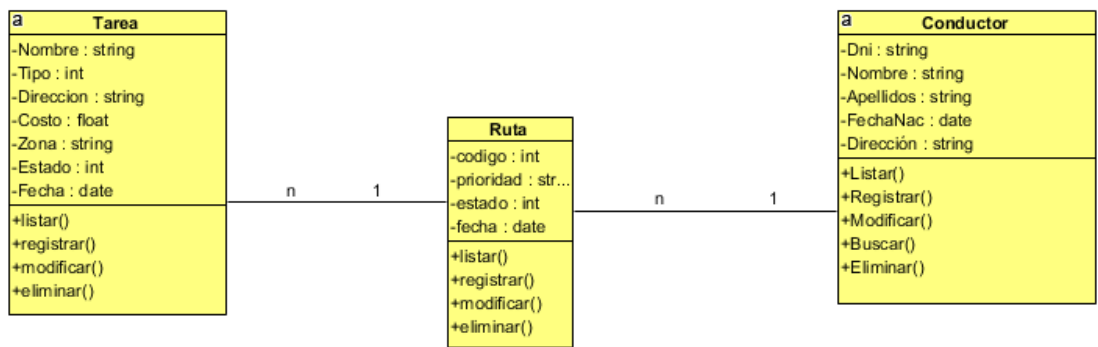 a
Tarea
-Nombre : string
-Tipo : int
-Direccion : string
-Costo : float
-Zona : string
-Estado : int
-Fecha : date
+listar()
+registrar()
+modificar()
+eliminar()
n
1
Ruta
-codigo : int
-prioridad : str...
-estado : int
-fecha : date
+listar()
+registrar()
+modificar()
+eliminar()
n
1
a
Conductor
-Dni : string
-Nombre : string
-Apellidos : string
-FechaNac : date
-Dirección : string
+Listar()
+Registrar()
+Modificar()
+Buscar()
+Eliminar()